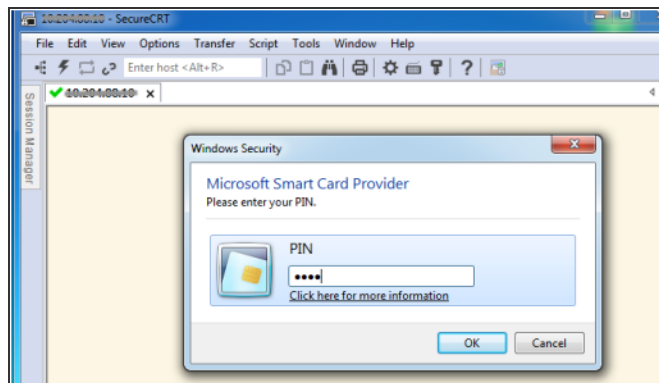 - SecureCRT
File Edit View Options Transfer Script Tools Window Help
Enter host <Alt+R>
Session Manager
Windows Security
Microsoft Smart Card Provider
Please enter your PIN.
PIN
••••
Click here for more information
OK Cancel